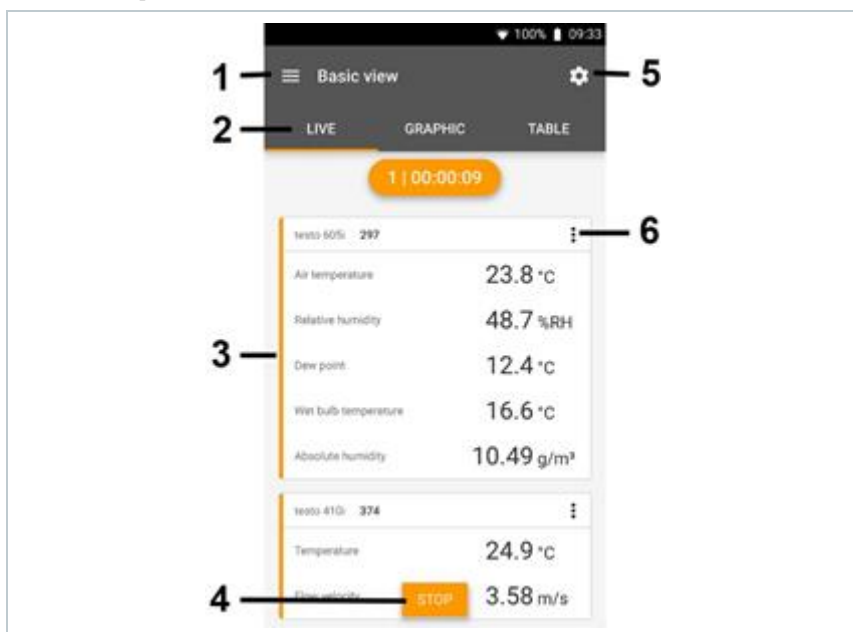 100% 09:33
1 Basic view 5
2 LIVE GRAPHIC TABLE
1 | 00:00:09
testo 605i 297 6
Air temperature 23.8 °C
Relative humidity 48.7 %RH
3
Dew point 12.4 °C
Wet bulb temperature 16.6 °C
Absolute humidity 10.49 g/m³
testo 410i 374
Temperature 24.9 °C
4 Flow velocity STOP 3.58 m/s